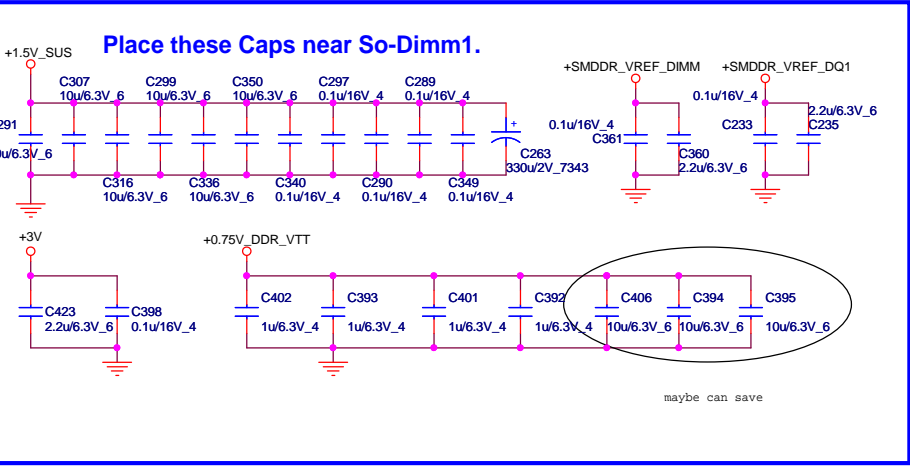 Place these Caps near So-Dimm1.
+1.5V_SUS
+SMDDR_VREF_DIMM
+SMDDR_VREF_DQ1
C307
10u/6.3V_6
C299
10u/6.3V_6
C350
10u/6.3V_6
C297
0.1u/16V_4
C289
0.1u/16V_4
0.1u/16V_4
2.2u/6.3V_6
291
0u/6.3V_6
+
C263
330u/2V_7343
0.1u/16V_4
C361
C360
2.2u/6.3V_6
C233
C235
C316
10u/6.3V_6
C336
10u/6.3V_6
C340
0.1u/16V_4
C290
0.1u/16V_4
C349
0.1u/16V_4
+3V
+0.75V_DDR_VTT
C423
2.2u/6.3V_6
C398
0.1u/16V_4
C402
1u/6.3V_4
C393
1u/6.3V_4
C401
1u/6.3V_4
C392
1u/6.3V_4
C406
10u/6.3V_6
C394
10u/6.3V_6
C395
10u/6.3V_6
maybe can save